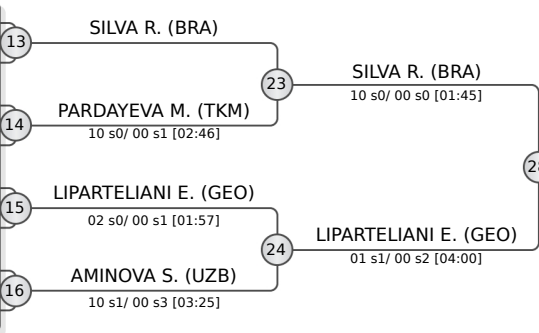 SILVA R. (BRA)
13
23
SILVA R. (BRA)
10 s0/ 00 s0 [01:45]
PARDAYEVA M. (TKM)
14
10 s0/ 00 s1 [02:46]
LIPARTELIANI E. (GEO)
15
02 s0/ 00 s1 [01:57]
24
LIPARTELIANI E. (GEO)
01 s1/ 00 s2 [04:00]
AMINOVA S. (UZB)
16
10 s1/ 00 s3 [03:25]